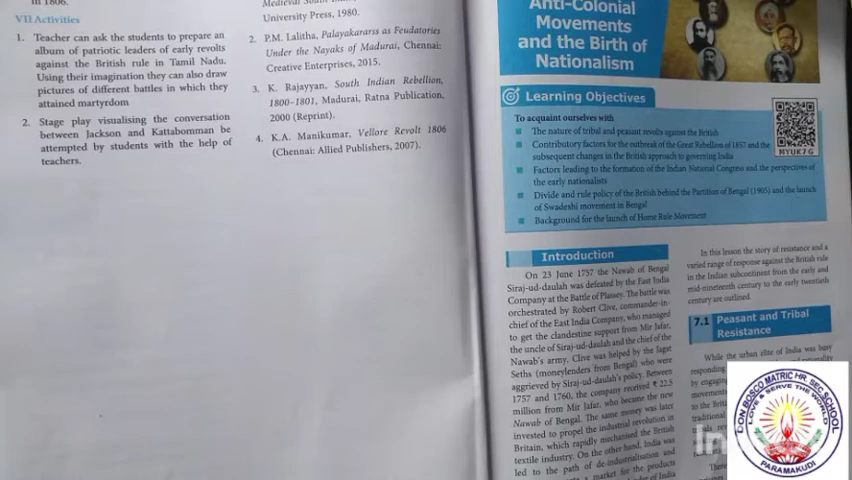 in 1806.
VII Activities
1. Teacher can ask the students to prepare an
album of patriotic leaders of early revolts
against the British rule in Tamil Nadu.
Using their imagination they can also draw
pictures of different battles in which they
attained martyrdom
2. Stage play visualising the conversation
between Jackson and Kattabomman be
attempted by students with the help of
teachers.
University Press, 1980.
2. P.M. Lalitha, Palayakararss as Feudatories
Under the Nayaks of Madurai, Chennai:
Creative Enterprises, 2015.
3. K. Rajayyan, South Indian Rebellion,
1800-1801, Madurai, Ratna Publication,
2000 (Reprint).
4. K.A. Manikumar, Vellore Revolt 1806
(Chennai: Allied Publishers, 2007).
Anti-Colonial
Movements
and the Birth of
Nationalism
Learning Objectives
To acquaint ourselves with
The nature of tribal and peasant revolts against the British
Contributory factors for the outbreak of the Great Rebellion of 1857 and the
subsequent changes in the British approach to governing India
Factors leading to the formation of the Indian National Congress and the perspectives of
the early nationalists
Divide and rule policy of the British behind the Partition of Bengal (1905) and the launch
of Swadeshi movement in Bengal
Background for the launch of Home Rule Movement
NYUK7G
Introduction
On 23 June 1757 the Nawab of Bengal
Siraj-ud-daulah was defeated by the East India
Company at the Battle of Plassey. The battle was
orchestrated by Robert Clive, commander-in-
chief of the East India Company, who managed
to get the clandestine support from Mir Jafar,
the uncle of Siraj-ud-daulah and the chief of the
Nawab's army. Clive was helped by the Jagat
Seths (moneylenders from Bengal) who were
aggrieved by Siraj-ud-daulah's policy. Between
1757 and 1760, the company received ₹ 22.5
million from Mir Jafar, who became the new
Nawab of Bengal. The same money was later
invested to propel the industrial revolution in
Britain, which rapidly mechanised the British
textile industry. On the other hand, India was
led to the path of de-industrialisation and
a market for the products
of India
In this lesson the story of resistance and a
varied range of response against the British rule
in the Indian subcontinent from the early and
mid-nineteenth century to the early twentieth
century are outlined.
7.1 Peasant and Tribal
Resistance
While the urban elite of India was busy
responding
by engaging
movements
to the Briti
traditional
DON BOSCO MATRIC HR. SEC. SCHOOL
LOVE & SERVE THE WORLD
PARAMAKUDI